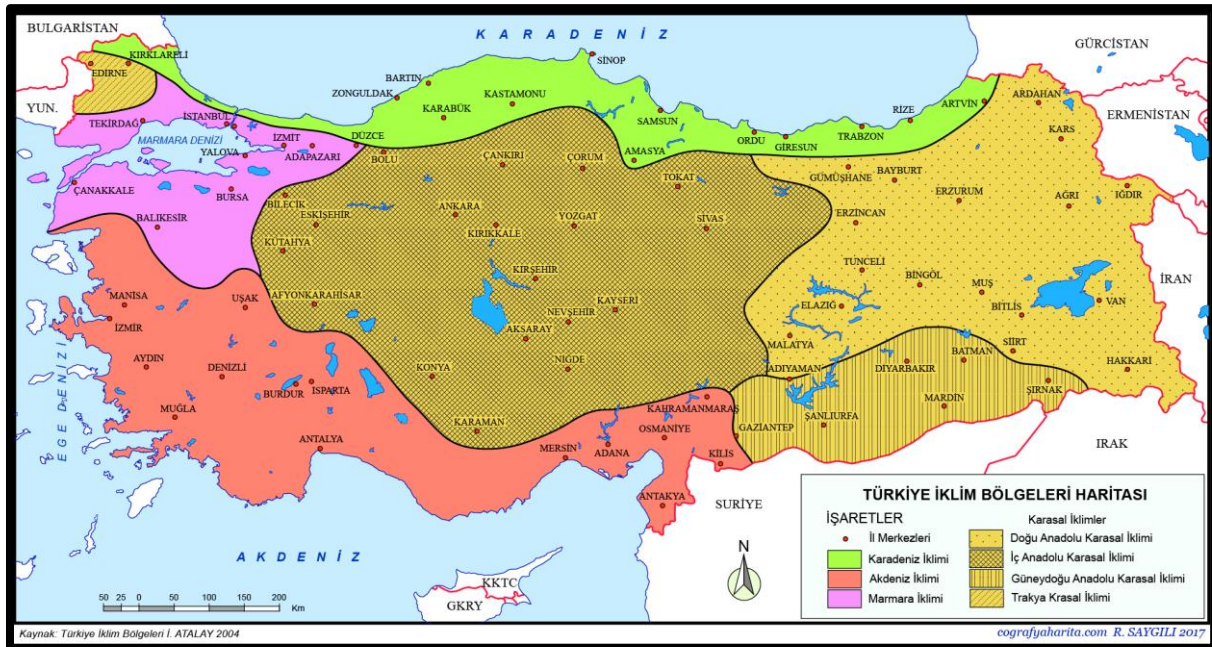 BULGARİSTAN
K A R A D E N İ Z
GÜRCİSTAN
KIRKLARELİ
EDİRNE
SİNOP
BARTIN
ZONGULDAK
KASTAMONU
KARABÜK
ARTVİN
ARDAHAN
YUN.
TEKİRDAĞ
İSTANBUL
SAMSUN
RİZE
ERMENİSTAN
MARMARA DENİZİ
İZMİT
DÜZCE
ORDU
GİRESUN
TRABZON
KARS
YALOVA
ADAPAZARI
BOLU
ÇANKIRI
ÇORUM
AMASYA
ÇANAKKALE
BURSA
BİLECİK
TOKAT
GÜMÜŞHANE
BAYBURT
ERZURUM
AĞRI
IĞDIR
BALIKESİR
ESKİŞEHİR
ANKARA
KIRIKKALE
YOZGAT
SİVAS
ERZİNCAN
KÜTAHYA
KIRŞEHİR
TUNCELİ
BİNGÖL
MUŞ
İRAN
MANİSA
UŞAK
AFYONKARAHİSAR
KAYSERİ
NEVŞEHİR
ELAZIĞ
BİTLİS
VAN
İZMİR
AKSARAY
MALATYA
SİİRT
EGE DENİZİ
AYDIN
DENİZLİ
BURDUR
ISPARTA
KONYA
NİĞDE
ADIYAMAN
DİYARBAKIR
BATMAN
HAKKARİ
MUĞLA
KAHRAMANMARAŞ
MARDİN
ŞIRNAK
ANTALYA
KARAMAN
MERSİN
ADANA
OSMANİYE
GAZİANTEP
ŞANLIURFA
KİLİS
IRAK
ANTAKYA
SURİYE
A K D E N İ Z
KKTC
GKRY
N
50 25 0 50 100 150 200
Km
TÜRKİYE İKLİM BÖLGELERİ HARİTASI
İŞARETLER
İl Merkezleri
Karadeniz İklimi
Akdeniz İklimi
Marmara İklimi
Karasal İklimler
Doğu Anadolu Karasal İklimi
İç Anadolu Karasal İklimi
Güneydoğu Anadolu Karasal İklimi
Trakya Krasal İklimi
Kaynak: Türkiye İklim Bölgeleri İ. ATALAY 2004
cografyaharita.com R. SAYGILI 2017